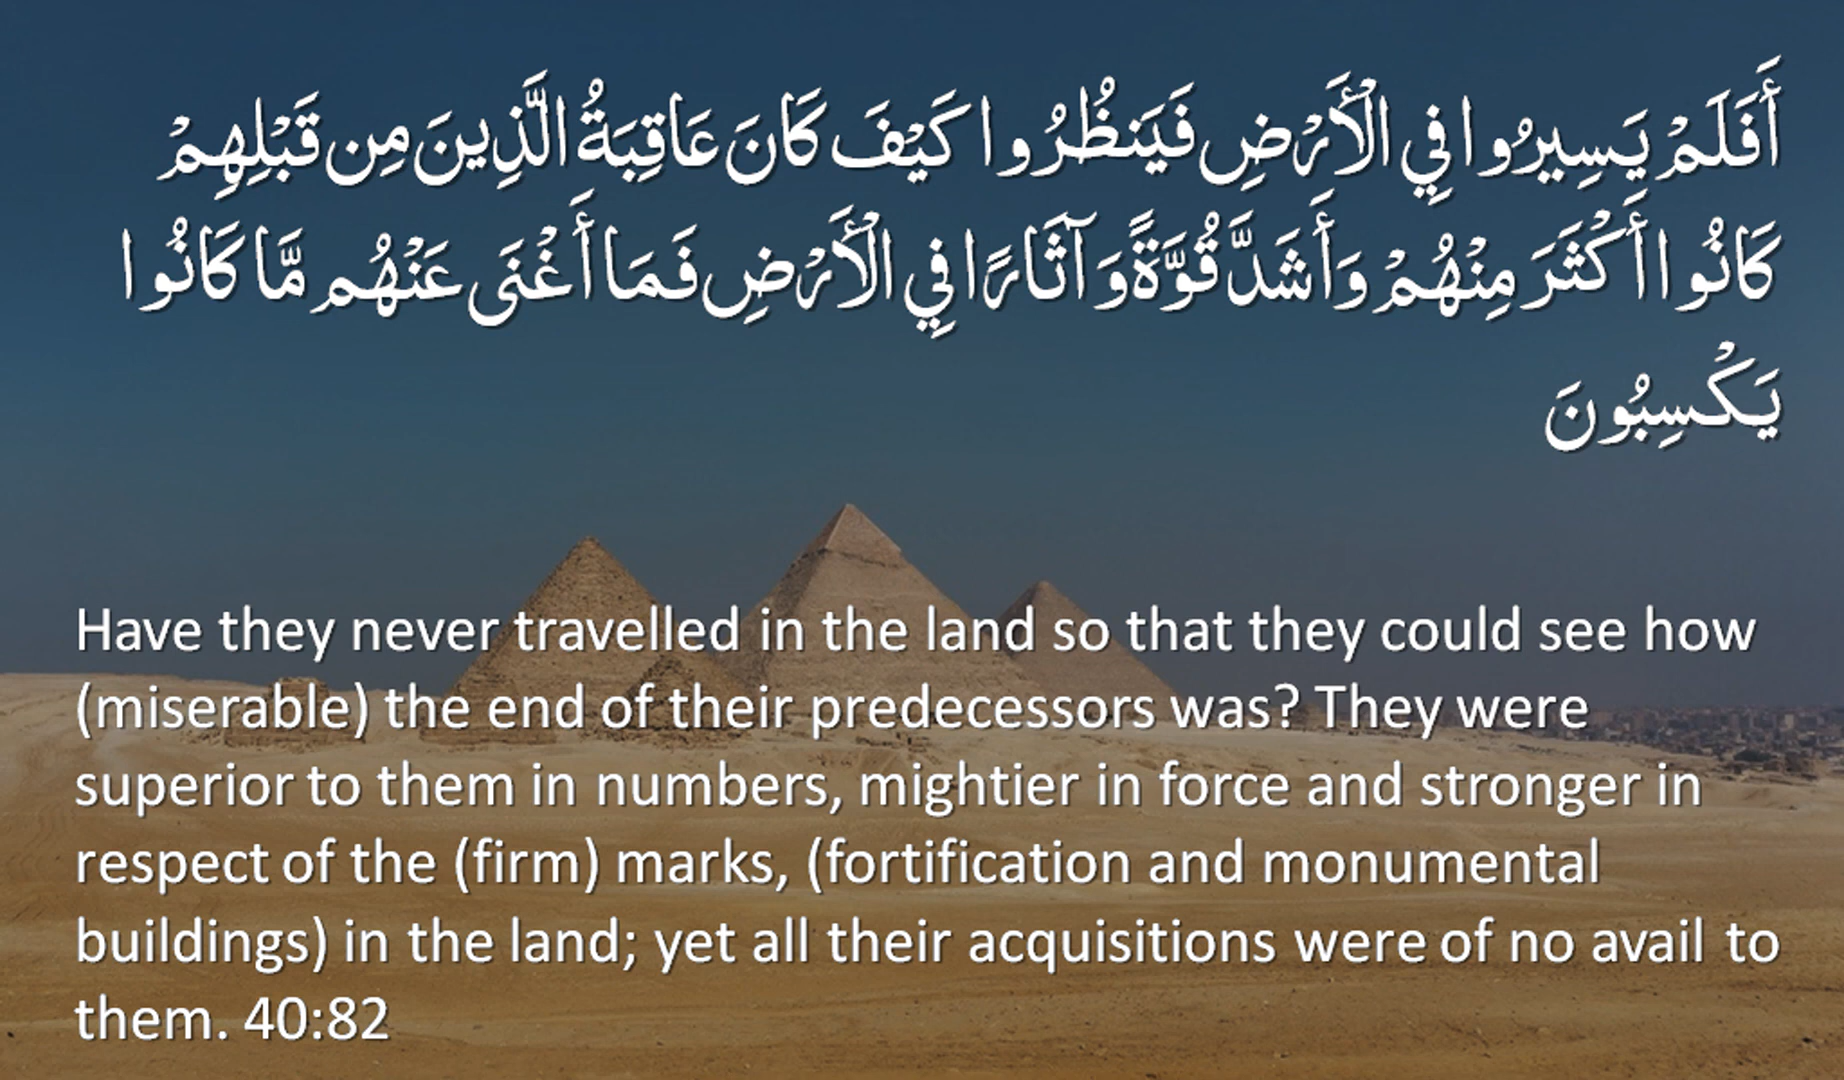 أَفَلَمْ يَسِيرُوا فِي الْأَرْضِ فَيَنظُرُوا كَيْفَ كَانَ عَاقِبَةُ الَّذِينَ مِن قَبْلِهِمْ
كَانُوا أَكْثَرَ مِنْهُمْ وَأَشَدَّ قُوَّةً وَآثَارًا فِي الْأَرْضِ فَمَا أَغْنَى عَنْهُم مَّا كَانُوا
يَكْسِبُونَ
Have they never travelled in the land so that they could see how
(miserable) the end of their predecessors was? They were
superior to them in numbers, mightier in force and stronger in
respect of the (firm) marks, (fortification and monumental
buildings) in the land; yet all their acquisitions were of no avail to
them. 40:82